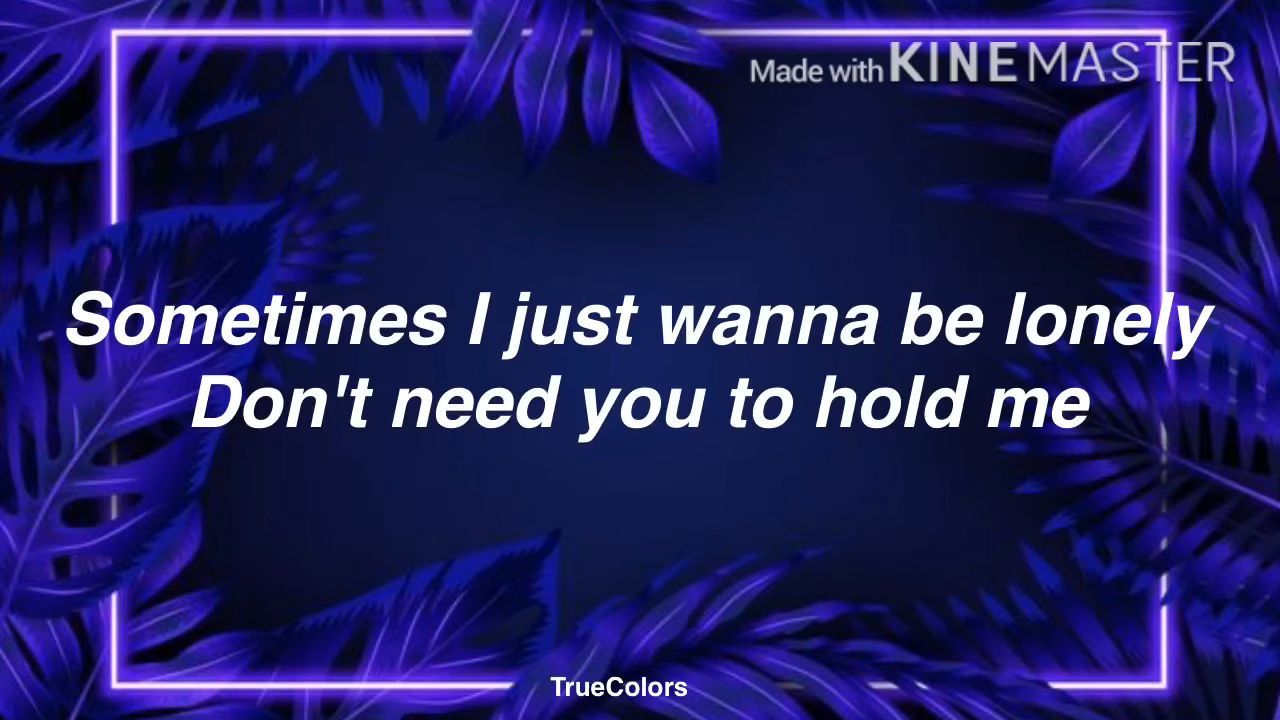 Made with KINEMASTER
Sometimes I just wanna be lonely
Don't need you to hold me
TrueColors